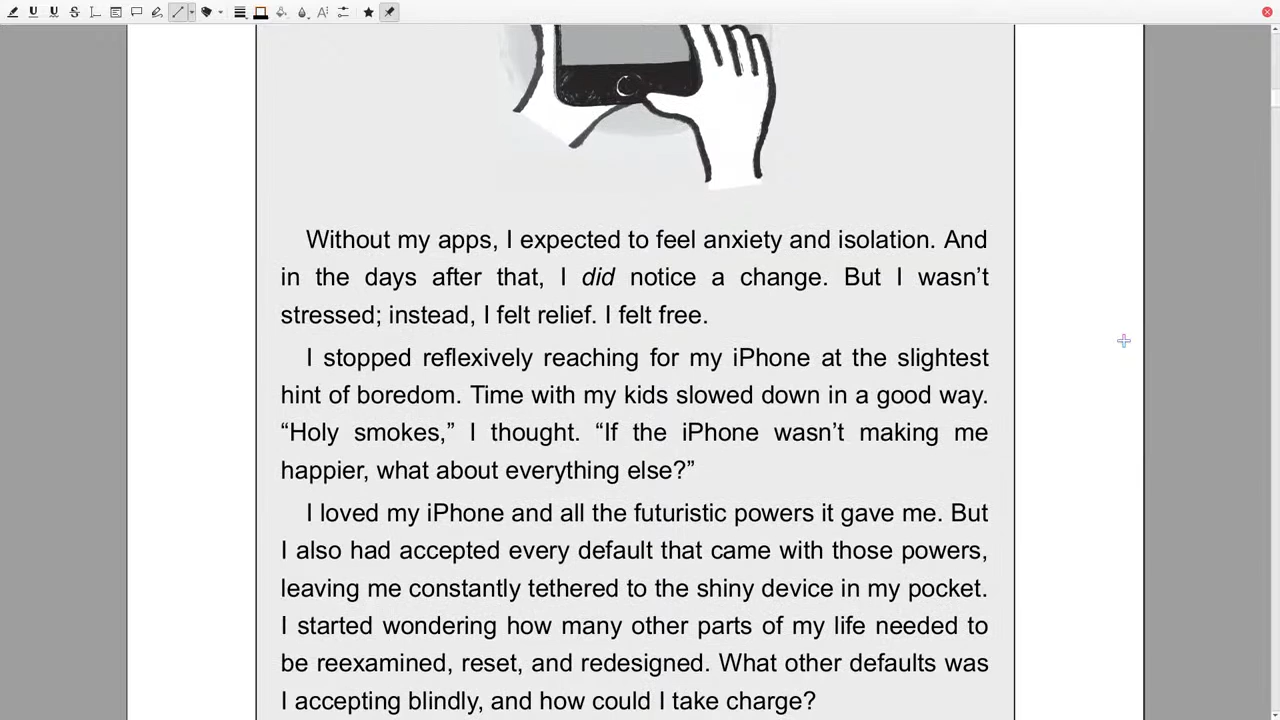 Without my apps, I expected to feel anxiety and isolation. And
in the days after that, I did notice a change. But I wasn’t
stressed; instead, I felt relief. I felt free.
I stopped reflexively reaching for my iPhone at the slightest
hint of boredom. Time with my kids slowed down in a good way.
“Holy smokes,” I thought. “If the iPhone wasn’t making me
happier, what about everything else?”
I loved my iPhone and all the futuristic powers it gave me. But
I also had accepted every default that came with those powers,
leaving me constantly tethered to the shiny device in my pocket.
I started wondering how many other parts of my life needed to
be reexamined, reset, and redesigned. What other defaults was
I accepting blindly, and how could I take charge?